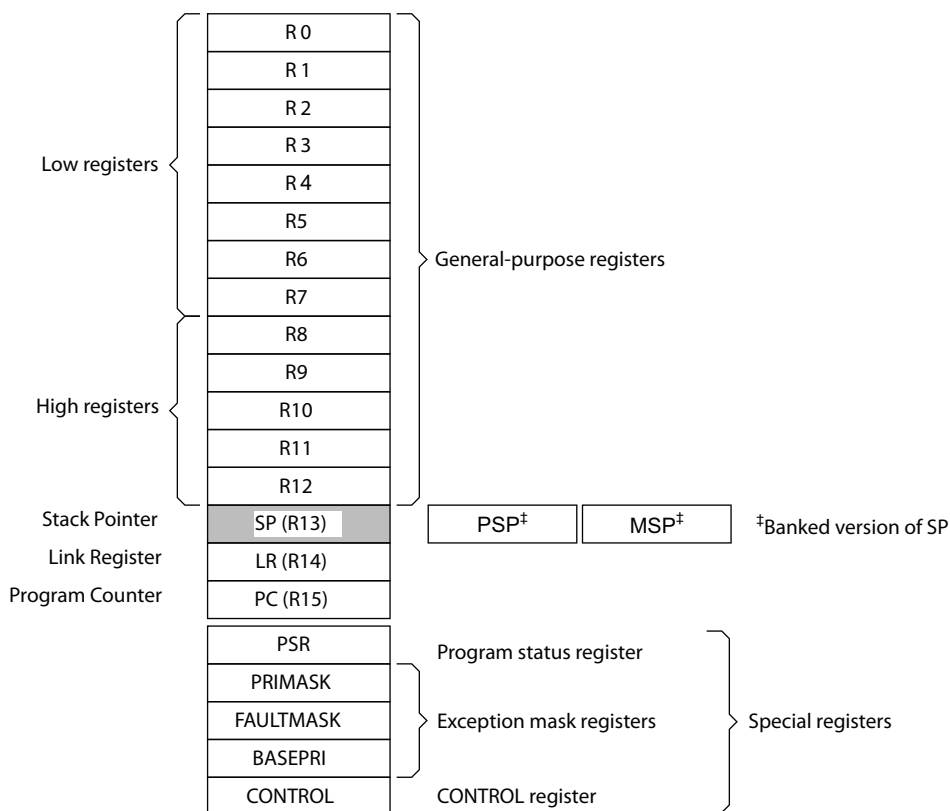 R 0
R 1
R 2
R 3
Low registers
R 4
R5
R6
General-purpose registers
R7
R8
R9
High registers
R10
R11
R12
Stack Pointer
SP (R13)
PSP‡
MSP‡
‡Banked version of SP
Link Register
LR (R14)
Program Counter
PC (R15)
PSR
Program status register
PRIMASK
FAULTMASK
Exception mask registers
Special registers
BASEPRI
CONTROL
CONTROL register